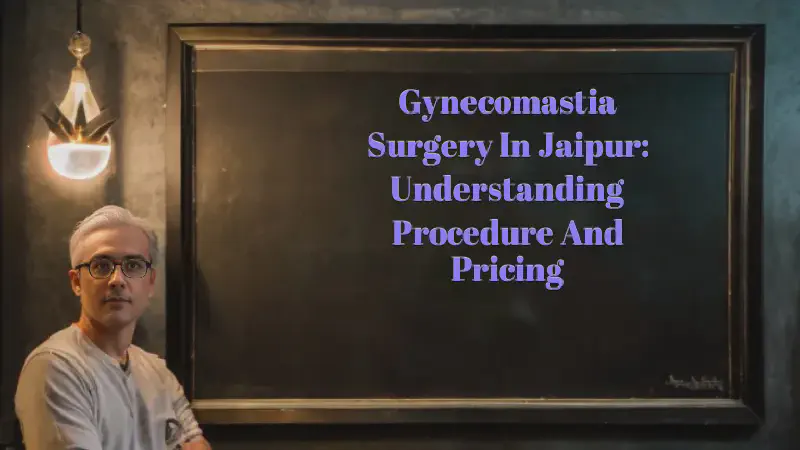 Gynecomastia
Surgery In Jaipur:
Understanding
Procedure And
Pricing